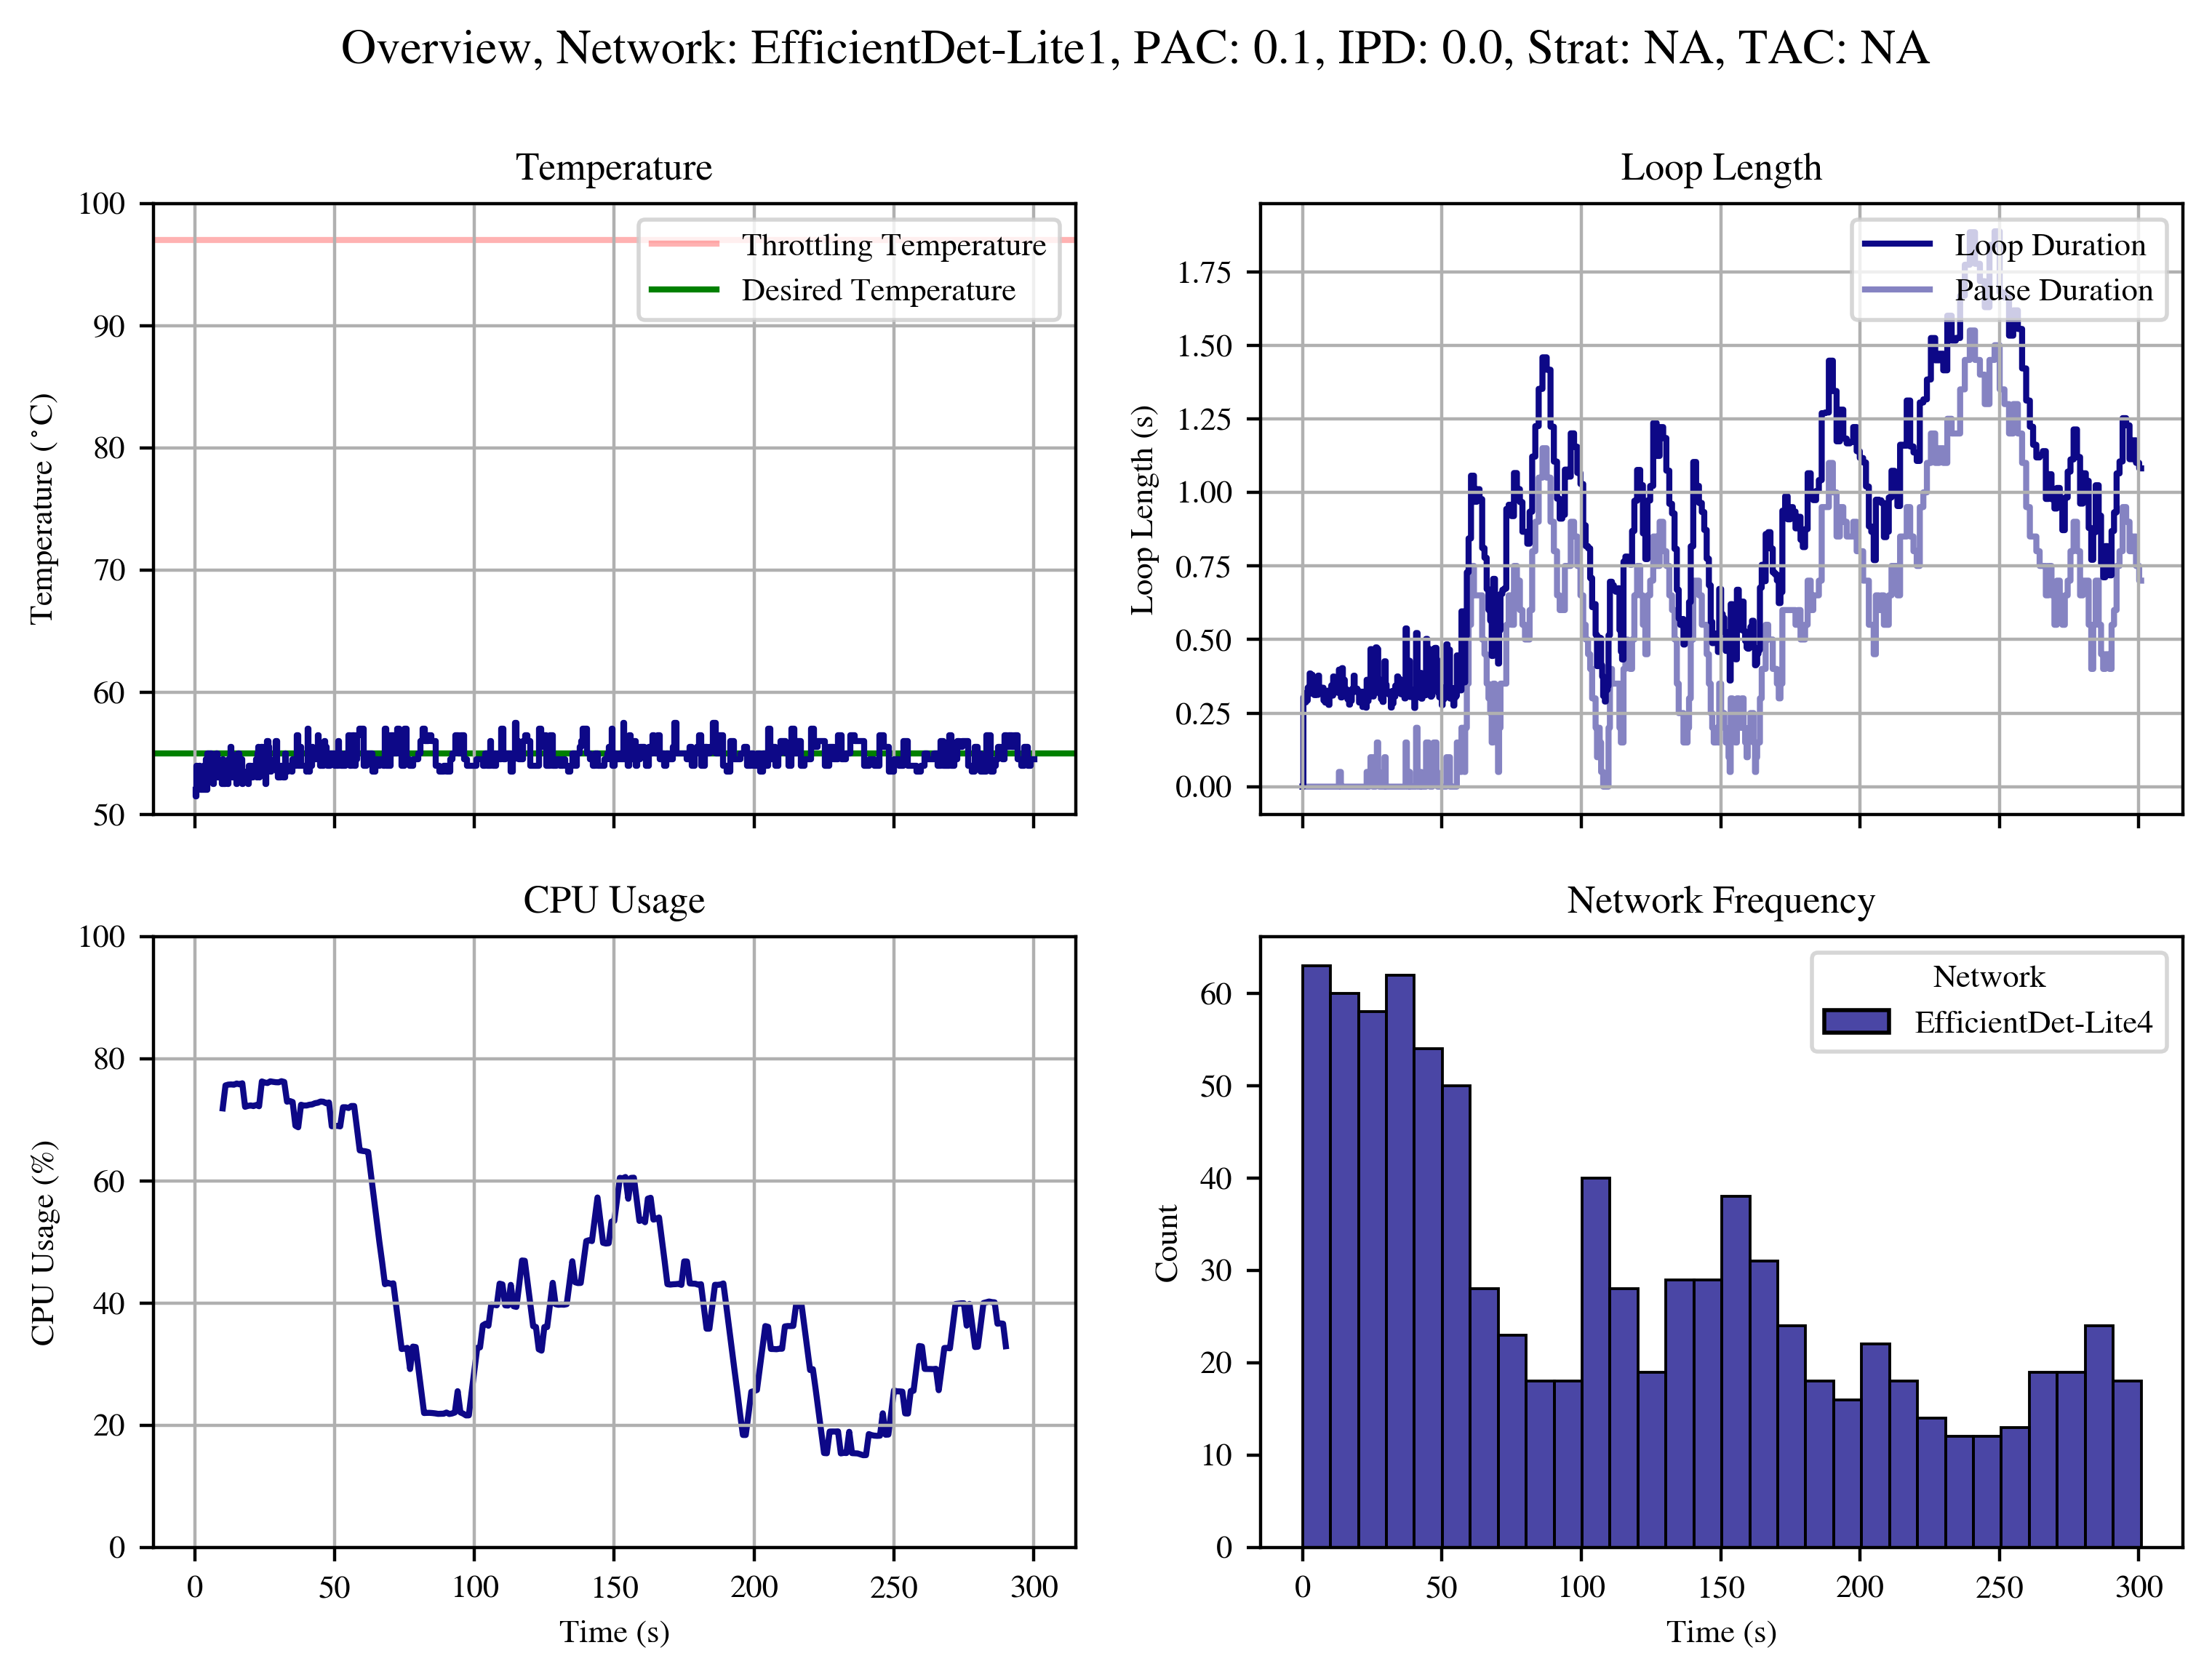 Overview, Network: EfficientDet-Lite1, PAC: 0.1, IPD: 0.0, Strat: NA, TAC: NA
Temperature
100
90
80
70
60
50
Temperature (°C)
Throttling Temperature
Desired Temperature
Loop Length
1.75
1.50
1.25
1.00
0.75
0.50
0.25
0.00
Loop Length (s)
Loop Duration
Pause Duration
CPU Usage
100
80
60
40
20
0
CPU Usage (%)
0 50 100 150 200 250 300
Time (s)
Network Frequency
60
50
40
30
20
10
0
Count
Network
EfficientDet-Lite4
0 50 100 150 200 250 300
Time (s)